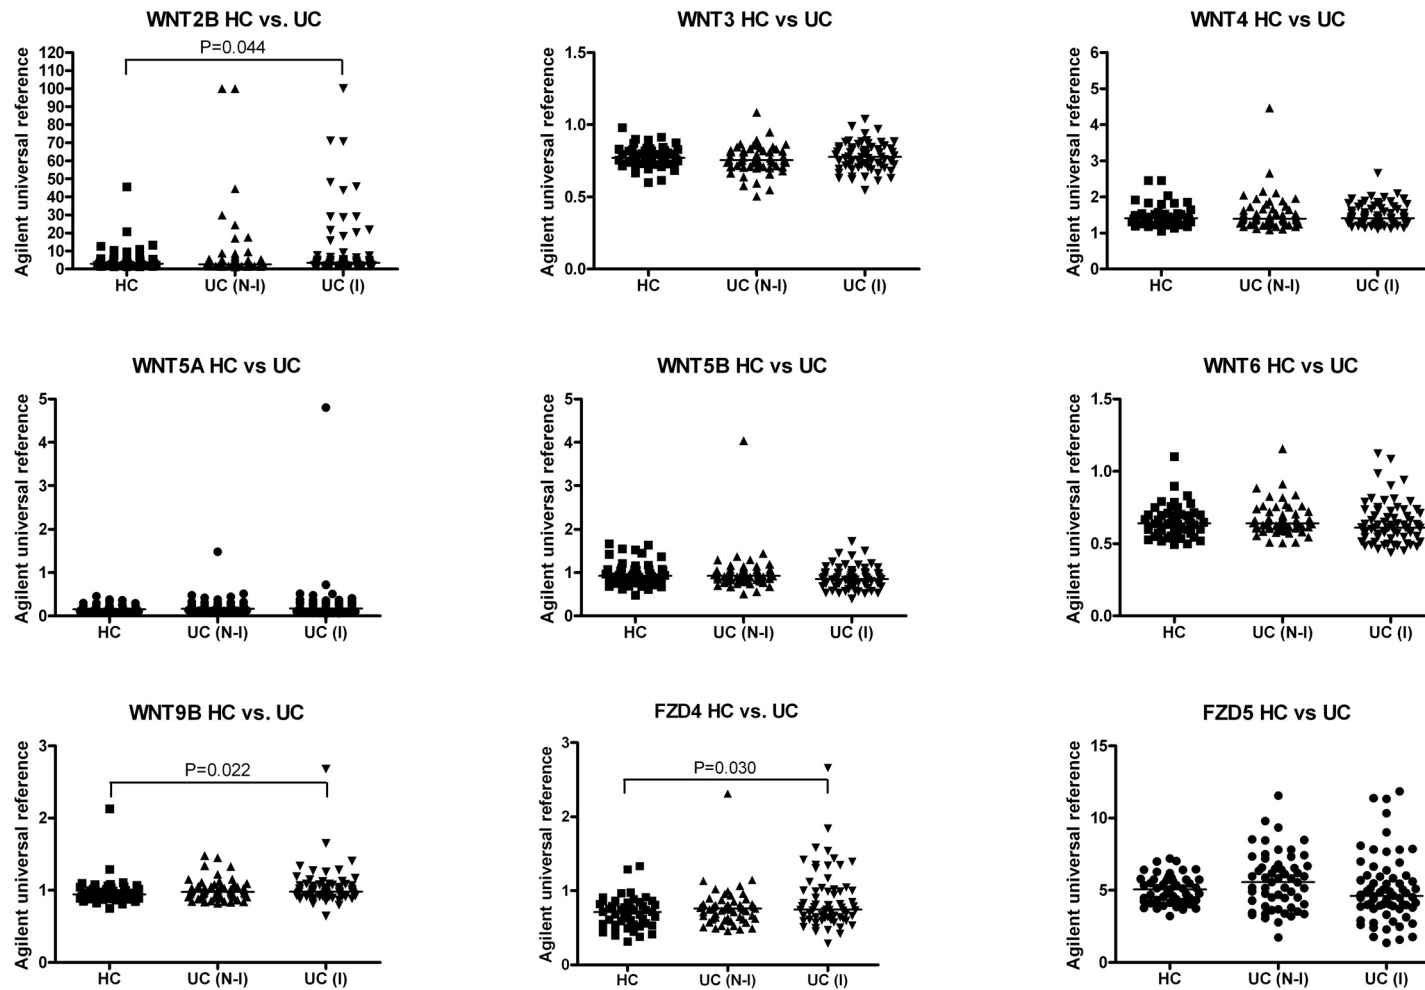 WNT2B HC vs. UC
P=0.044
Agilent universal reference
120
110
100
90
80
70
60
50
40
30
20
10
0
HC UC (N-I) UC (I)
WNT3 HC vs UC
Agilent universal reference
1.5
1.0
0.5
0.0
HC UC (N-I) UC (I)
WNT4 HC vs UC
Agilent universal reference
6
5
4
3
2
1
0
HC UC (N-I) UC (I)
WNT5A HC vs UC
Agilent universal reference
5
4
3
2
1
0
HC UC (N-I) UC (I)
WNT5B HC vs UC
Agilent universal reference
5
4
3
2
1
0
HC UC (N-I) UC (I)
WNT6 HC vs UC
Agilent universal reference
1.5
1.0
0.5
0.0
HC UC (N-I) UC (I)
WNT9B HC vs. UC
P=0.022
Agilent universal reference
3
2
1
0
HC UC (N-I) UC (I)
FZD4 HC vs. UC
P=0.030
Agilent universal reference
3
2
1
0
HC UC (N-I) UC (I)
FZD5 HC vs UC
Agilent universal reference
15
10
5
0
HC UC (N-I) UC (I)